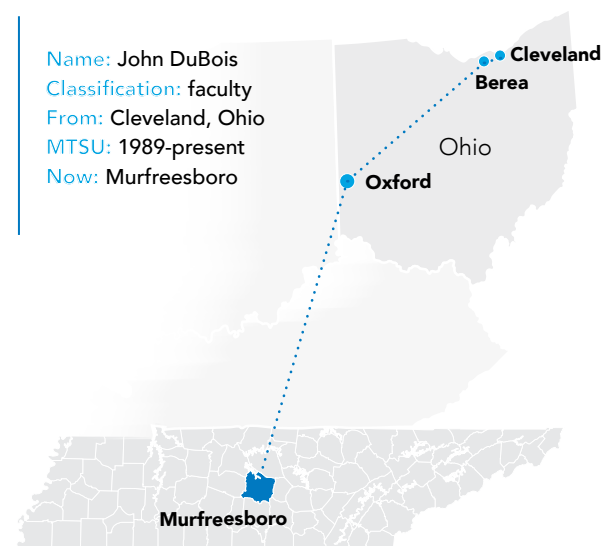 Name: John DuBois
Classification: faculty
From: Cleveland, Ohio
MTSU: 1989-present
Now: Murfreesboro
Cleveland
Berea
Ohio
Oxford
Murfreesboro